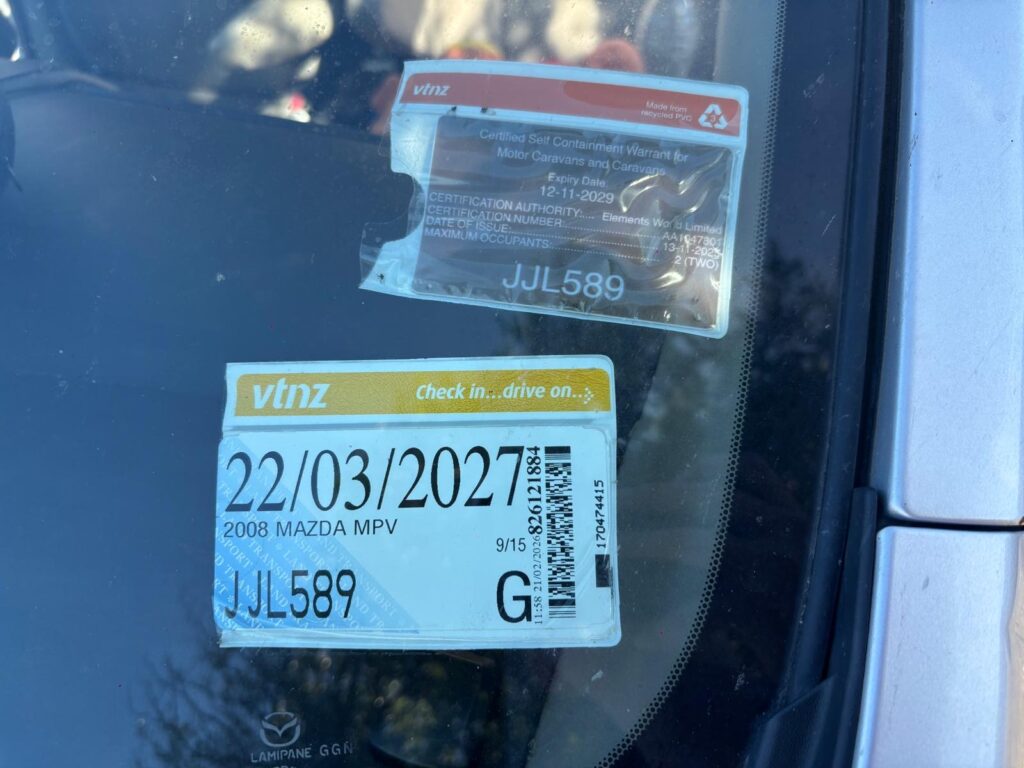 vtnz
Made from
recycled PVC
Certified Self Containment Warrant for
Motor Caravans and Caravans
Expiry Date
12-11-2029
CERTIFICATION AUTHORITY:.... Elements World Limited
CERTIFICATION NUMBER:
DATE OF ISSUE: 13-11-2025
MAXIMUM OCCUPANTS: 2 (TWO)
JJL589
vtnz
Check in...drive on...
22/03/2027
2008 MAZDA MPV
9/15
JJL589
G
11:58 21/02/2026
826121884
170474415
LAMIPANE GGN